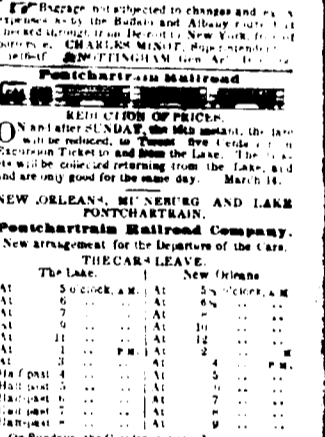 Baggage not subjected to changes and
by the Buffalo and Albany
checked through from Detroit to New York, free of
CHARLES MINOT, Superintendent
NOTTINGHAM Gen Ag't
Pontchartrain Railroad
REDUCTION OF PRICES.
ON and after SUNDAY, the 16th instant, the fare
will be reduced, to Twenty five Cents
Excursion Ticket to and from the Lake. The
will be collected returning from the Lake, and
and are only good for the same day. March 14.
NEW ORLEANS, MILNEBURG AND LAKE
PONTCHARTRAIN.
Pontchartrain Railroad Company.
New arrangement for the Departure of the Cars.
THE CARS LEAVE.
The Lake. New Orleans
At 5 o'clock, A.M. At o'clock, A.M.
At 6 .. .. At
At 7 .. .. At
At 9 .. .. At 10 .. ..
At 11 .. .. At 12 .. ..
At 1 .. P.M. At 2 .. M
At 3 .. .. At 4 .. P.M.
Half past 4 .. .. At 5 .. ..
Half past 5 .. .. At 6 .. ..
Half past 6 .. .. At 7 .. ..
Half past 7 .. .. At 8 .. ..
Half past 8 .. .. At 9 .. ..